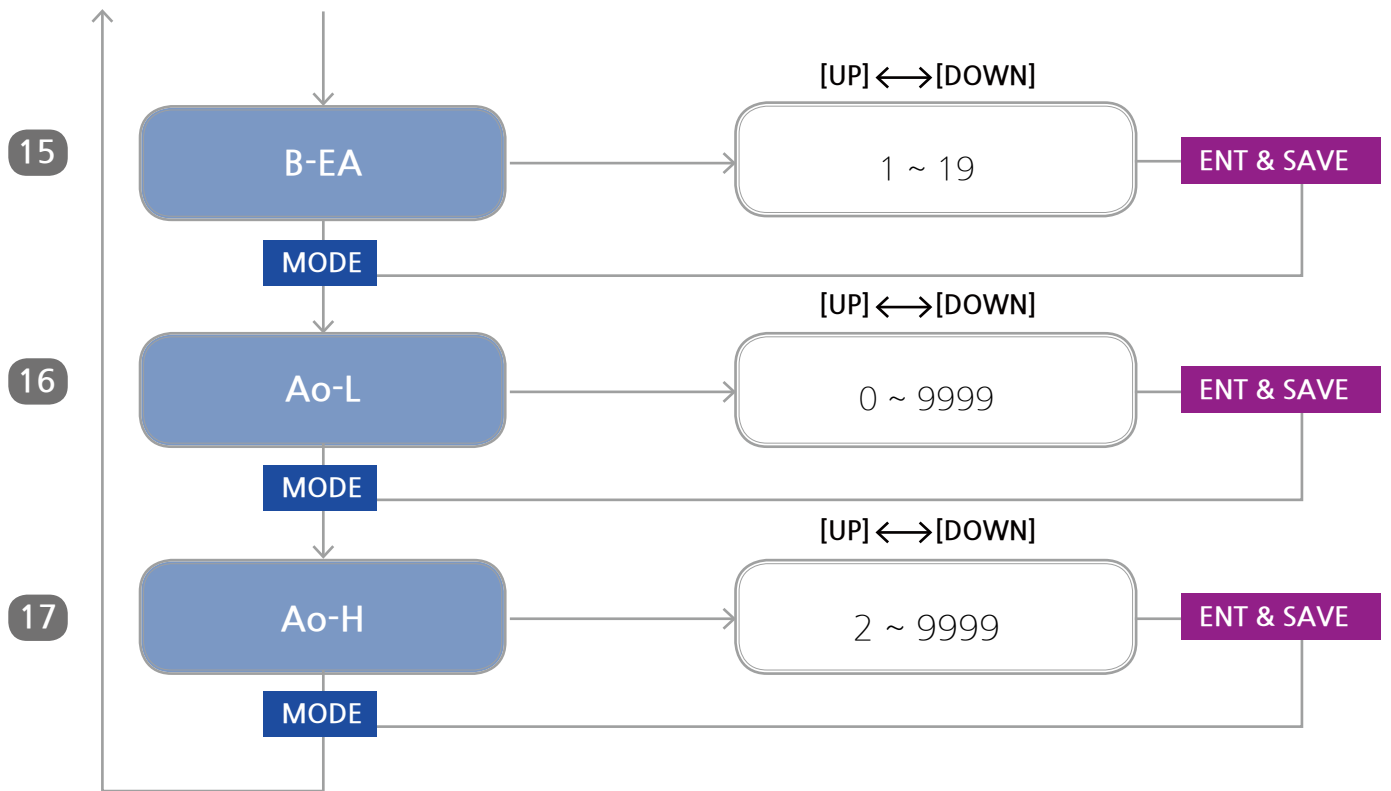 [UP] ⟷ [DOWN]
15
B-EA
1 ~ 19
ENT & SAVE
MODE
[UP] ⟷ [DOWN]
16
Ao-L
0 ~ 9999
ENT & SAVE
MODE
[UP] ⟷ [DOWN]
17
Ao-H
2 ~ 9999
ENT & SAVE
MODE